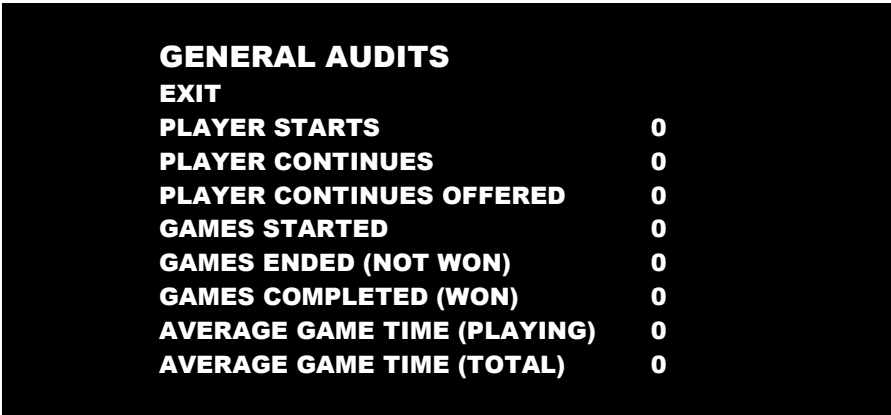 GENERAL AUDITS
EXIT
PLAYER STARTS 0
PLAYER CONTINUES 0
PLAYER CONTINUES OFFERED 0
GAMES STARTED 0
GAMES ENDED (NOT WON) 0
GAMES COMPLETED (WON) 0
AVERAGE GAME TIME (PLAYING) 0
AVERAGE GAME TIME (TOTAL) 0